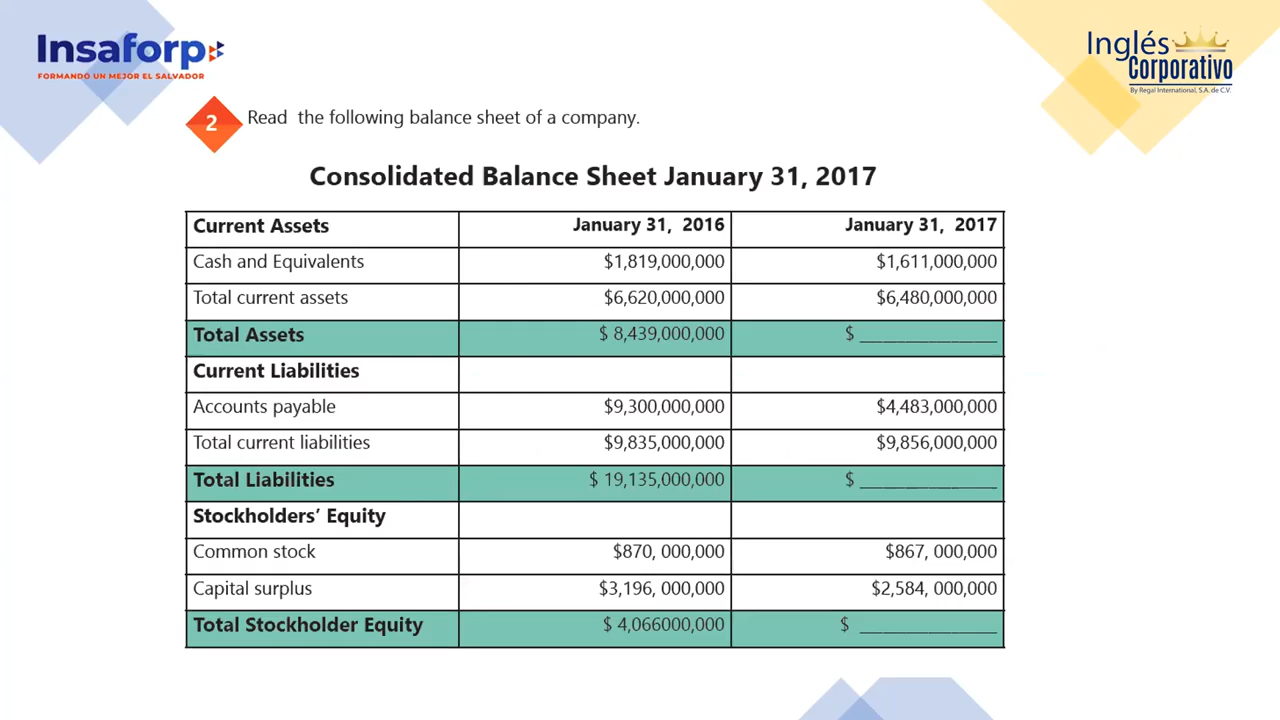 Insaforp
FORMANDO UN MEJOR EL SALVADOR
Inglés
Corporativo
By Regal International, S.A. de C.V.
2 Read the following balance sheet of a company.
Consolidated Balance Sheet January 31, 2017
Current Assets January 31, 2016 January 31, 2017
Cash and Equivalents $1,819,000,000 $1,611,000,000
Total current assets $6,620,000,000 $6,480,000,000
Total Assets $ 8,439,000,000 $ _______________
Current Liabilities
Accounts payable $9,300,000,000 $4,483,000,000
Total current liabilities $9,835,000,000 $9,856,000,000
Total Liabilities $ 19,135,000,000 $ _______________
Stockholders’ Equity
Common stock $870, 000,000 $867, 000,000
Capital surplus $3,196, 000,000 $2,584, 000,000
Total Stockholder Equity $ 4,066000,000 $ _______________